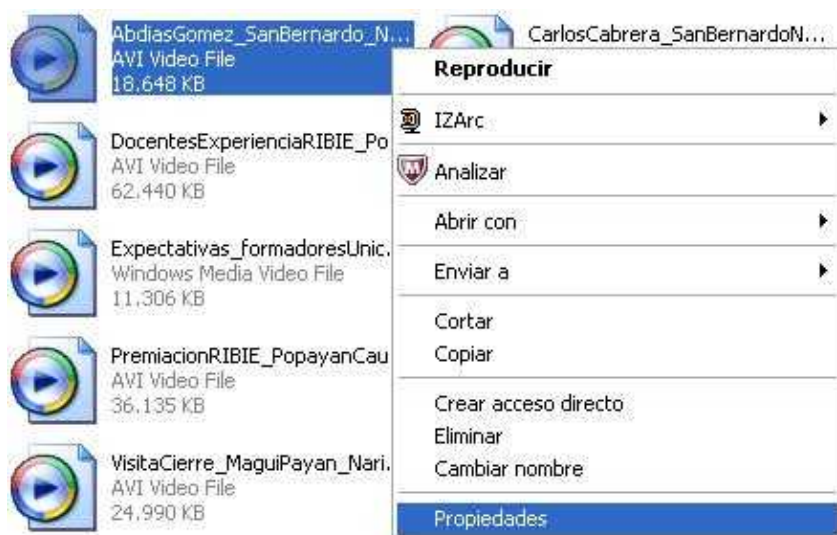 AbdiasGomez_SanBernardo_N...
AVI Video File
18.648 KB
DocentesExperienciaRIBIE_Po
AVI Video File
62.440 KB
Expectativas_formadoresUnic.
Windows Media Video File
11.306 KB
PremiacionRIBIE_PopayanCau
AVI Video File
36.135 KB
VisitaCierre_MaguiPayan_Nari.
AVI Video File
24.990 KB
CarlosCabrera_SanBernardoN...
Reproducir
IZArc
Analizar
Abrir con
Enviar a
Cortar
Copiar
Crear acceso directo
Eliminar
Cambiar nombre
Propiedades